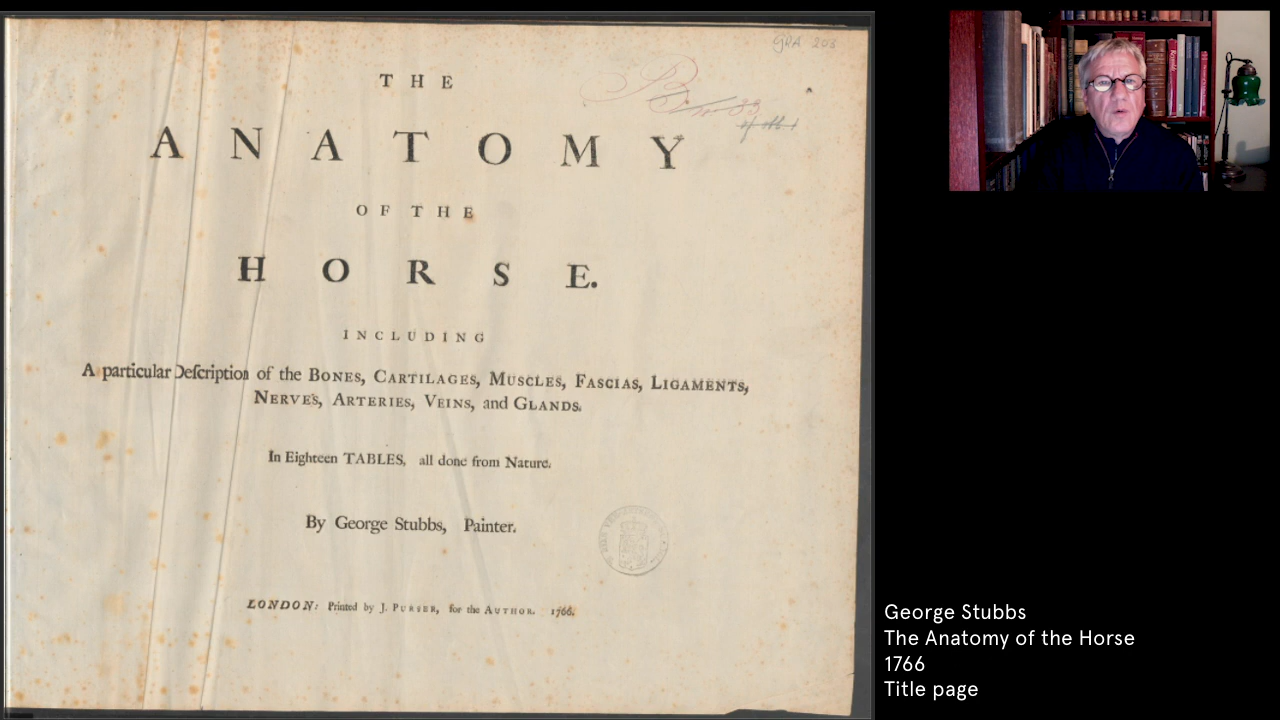 GRA 206
THE
ANATOMY
OF THE
HORSE.
INCLUDING
A particular Deſcription of the BONES, CARTILAGES, MUSCLES, FASCIAS, LIGAMENTS,
NERVES, ARTERIES, VEINS, and GLANDS.
In Eighteen TABLES, all done from Nature.
By George Stubbs, Painter.
LONDON: Printed by J. PURSER, for the AUTHOR. 1766.
George Stubbs
The Anatomy of the Horse
1766
Title page